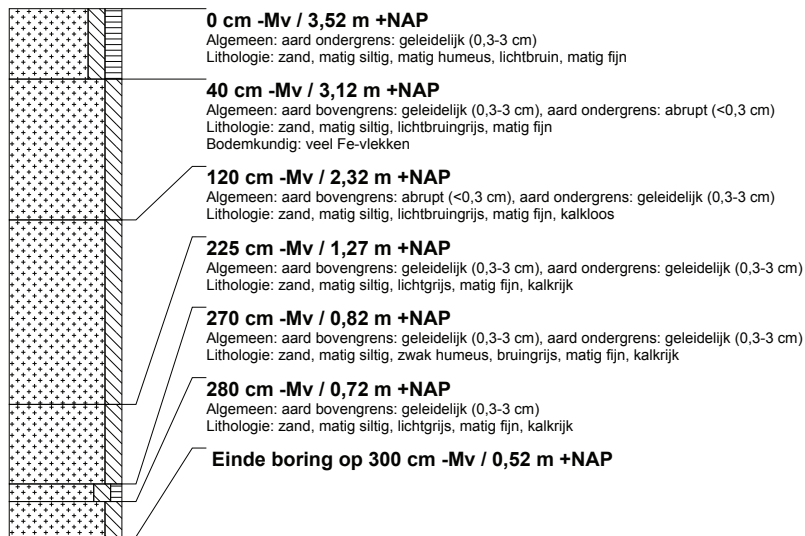 0 cm -Mv / 3,52 m +NAP
Algemeen: aard ondergrens: geleidelijk (0,3-3 cm)
Lithologie: zand, matig siltig, matig humeus, lichtbruin, matig fijn
40 cm -Mv / 3,12 m +NAP
Algemeen: aard bovengrens: geleidelijk (0,3-3 cm), aard ondergrens: abrupt (<0,3 cm)
Lithologie: zand, matig siltig, lichtbruingrijs, matig fijn
Bodemkundig: veel Fe-vlekken
120 cm -Mv / 2,32 m +NAP
Algemeen: aard bovengrens: abrupt (<0,3 cm), aard ondergrens: geleidelijk (0,3-3 cm)
Lithologie: zand, matig siltig, lichtbruingrijs, matig fijn, kalkloos
225 cm -Mv / 1,27 m +NAP
Algemeen: aard bovengrens: geleidelijk (0,3-3 cm), aard ondergrens: geleidelijk (0,3-3 cm)
Lithologie: zand, matig siltig, lichtgrijs, matig fijn, kalkrijk
270 cm -Mv / 0,82 m +NAP
Algemeen: aard bovengrens: geleidelijk (0,3-3 cm), aard ondergrens: geleidelijk (0,3-3 cm)
Lithologie: zand, matig siltig, zwak humeus, bruingrijs, matig fijn, kalkrijk
280 cm -Mv / 0,72 m +NAP
Algemeen: aard bovengrens: geleidelijk (0,3-3 cm)
Lithologie: zand, matig siltig, lichtgrijs, matig fijn, kalkrijk
Einde boring op 300 cm -Mv / 0,52 m +NAP